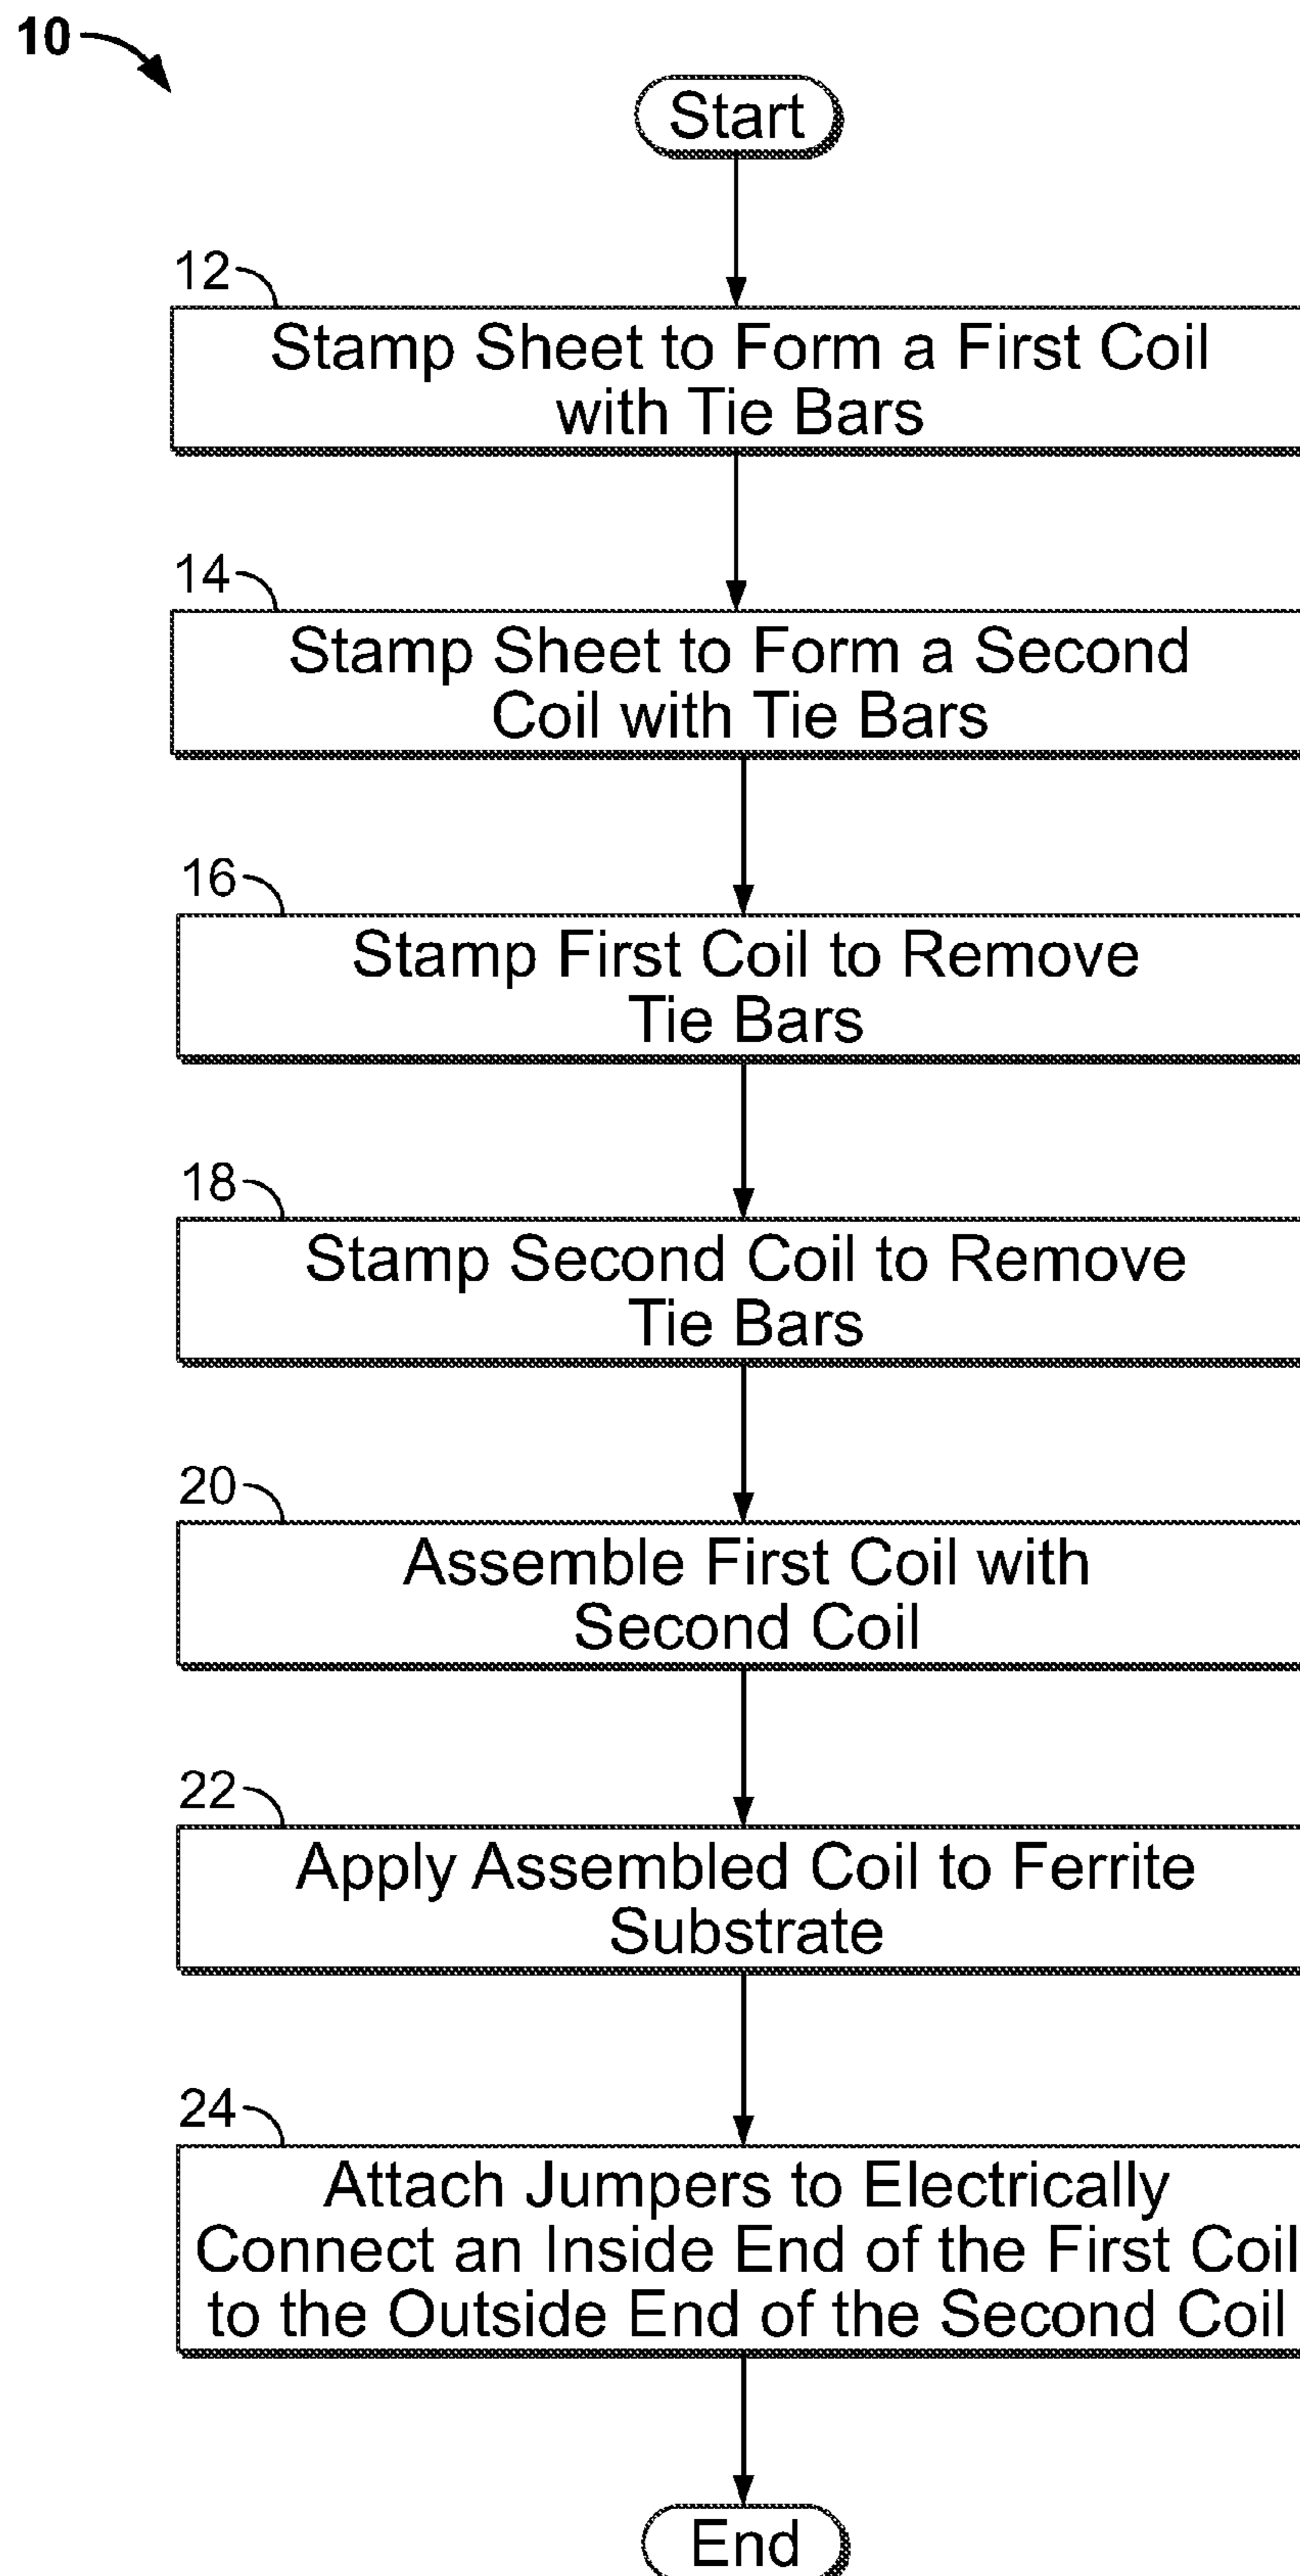 10
Start
12
Stamp Sheet to Form a First Coil
with Tie Bars
14
Stamp Sheet to Form a Second
Coil with Tie Bars
16
Stamp First Coil to Remove
Tie Bars
18
Stamp Second Coil to Remove
Tie Bars
20
Assemble First Coil with
Second Coil
22
Apply Assembled Coil to Ferrite
Substrate
24
Attach Jumpers to Electrically
Connect an Inside End of the First Coil
to the Outside End of the Second Coil
End